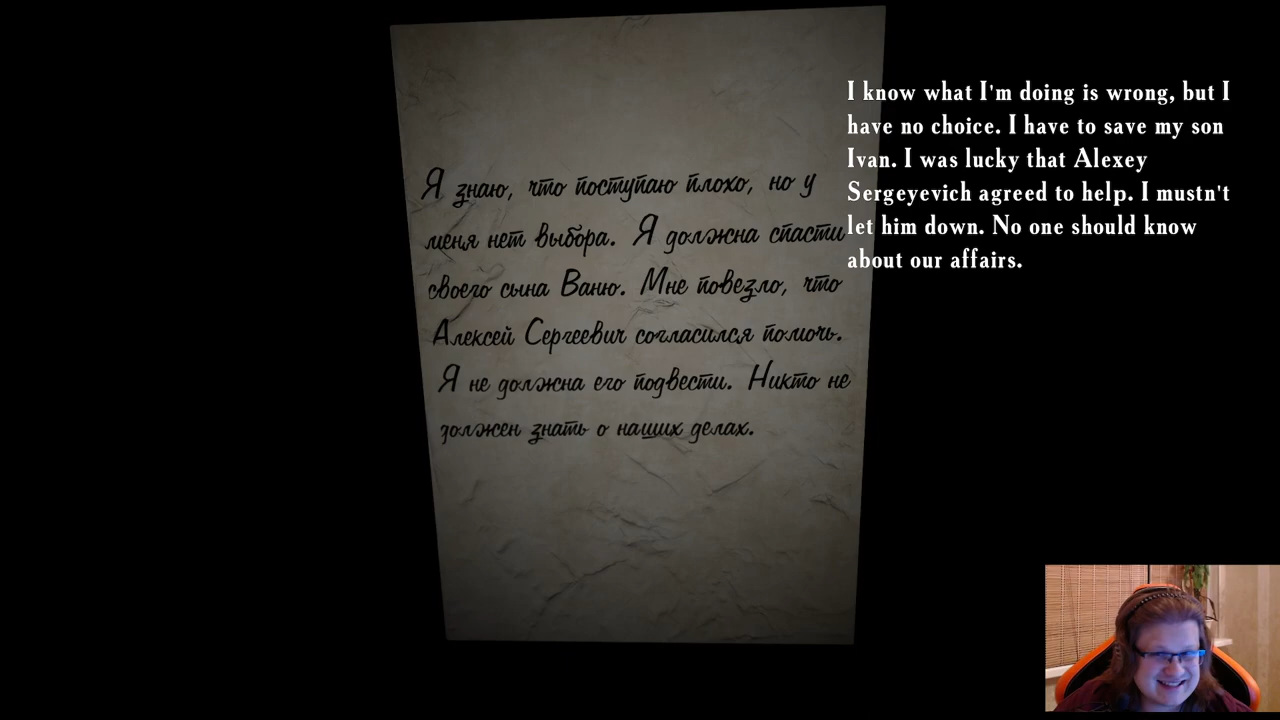 Я знаю, что поступаю плохо, но у
меня нет выбора. Я должна спасти
своего сына Ваню. Мне повезло, что
Алексей Сергеевич согласился помочь.
Я не должна его подвести. Никто не
должен знать о наших делах.
I know what I'm doing is wrong, but I
have no choice. I have to save my son
Ivan. I was lucky that Alexey
Sergeyevich agreed to help. I mustn't
let him down. No one should know
about our affairs.